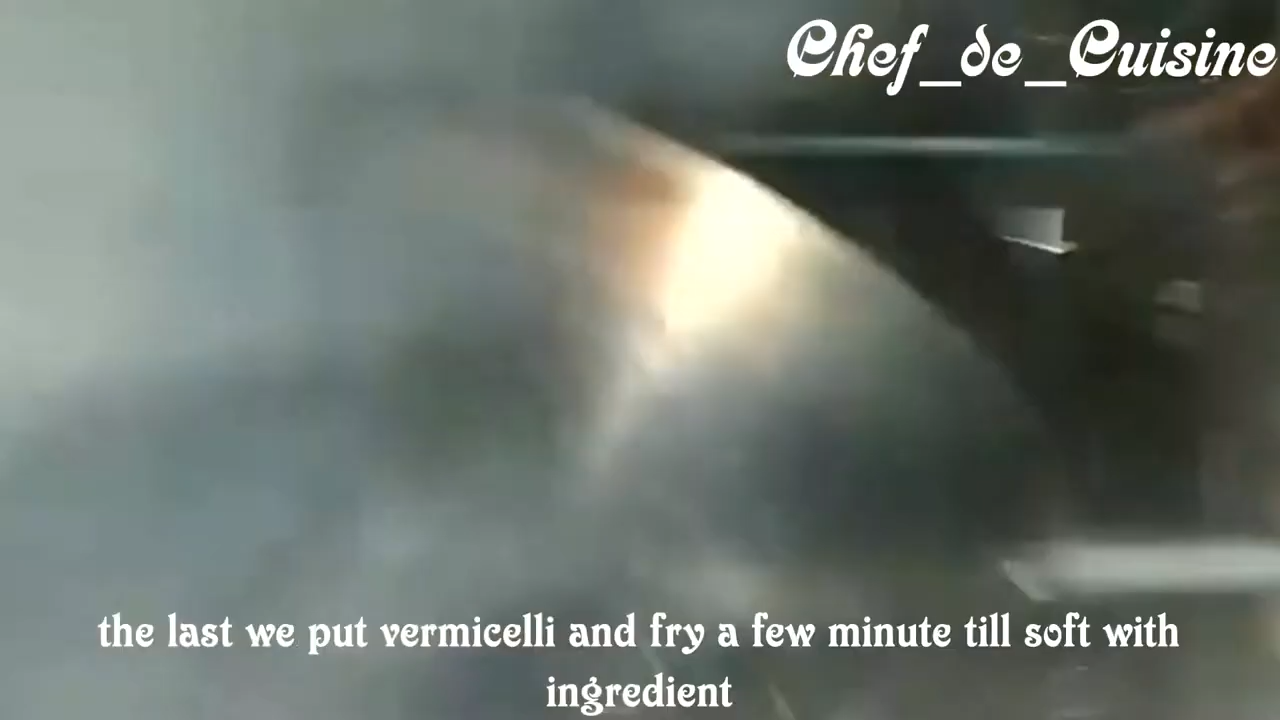 Chef_de_Cuisine
the last we put vermicelli and fry a few minute till soft with
ingredient